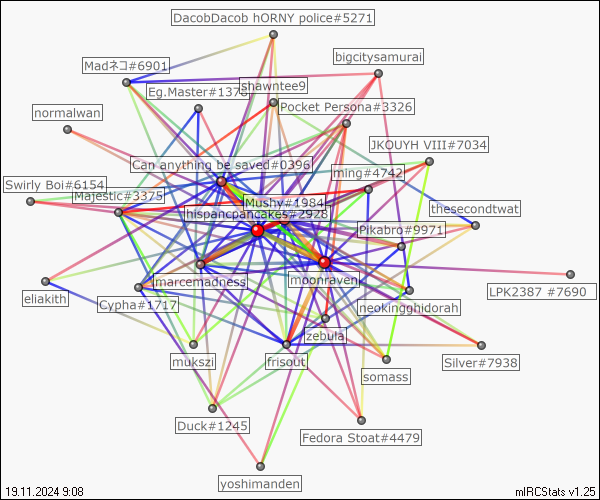 DacobDacob hORNY police#5271
bigcitysamurai
Madネコ#6901
shawntee9
Eg.Master#1378
Pocket Persona#3326
normalwan
JKOUYH VIII#7034
Can anything be saved#0396
ming#4742
Swirly Boi#6154
Majestic#3375
Mushy#1984
hispancpancakes#2928
thesecondtwat
Pikabro#9971
marcemadness
moonraven
LPK2387 #7690
eliakith
Cypha#1717
neokingghidorah
zebula
mukszi
frisout
Silver#7938
somass
Duck#1245
Fedora Stoat#4479
yoshimanden
19.11.2024 9:08
mIRCStats v1.25